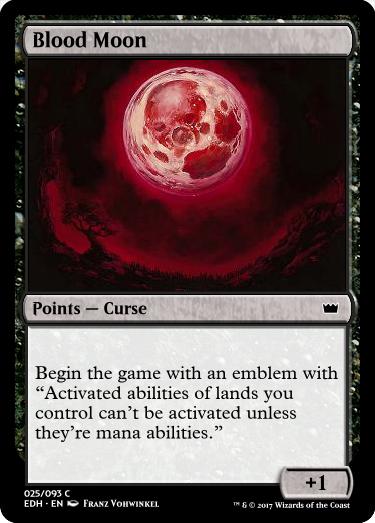 Blood Moon
Points — Curse
Begin the game with an emblem with
“Activated abilities of lands you
control can’t be activated unless
they’re mana abilities.”
+1
025/093 C
EDH • EN Franz Vohwinkel
™ & © 2017 Wizards of the Coast